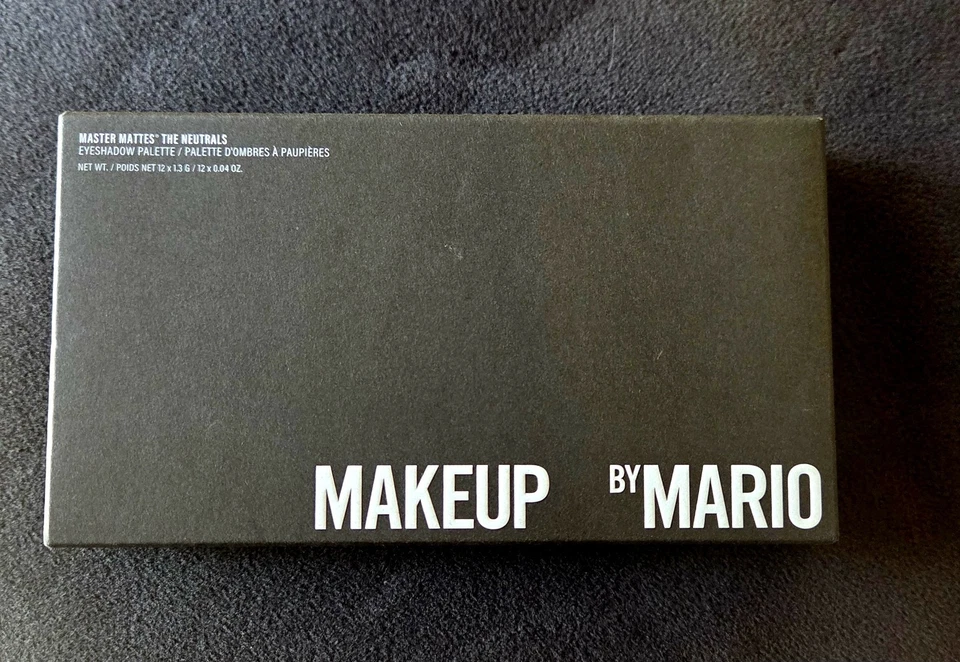 MASTER MATTES® THE NEUTRALS
EYESHADOW PALETTE / PALETTE D'OMBRES À PAUPIÈRES
NET WT. / POIDS NET 12 x 1.3 G / 12 x 0.04 OZ.
MAKEUP BY MARIO